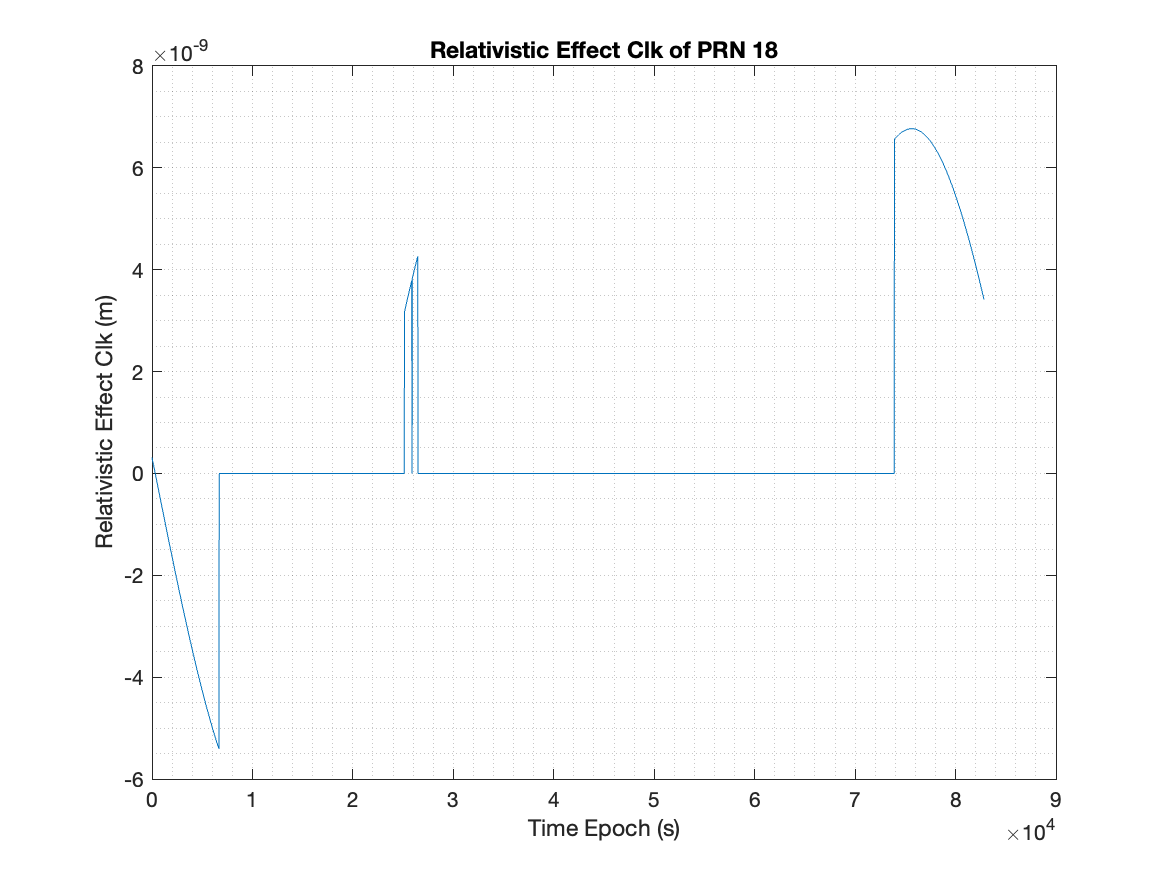 Relativistic Effect Clk of PRN 18
×10⁻⁹
8
6
4
2
0
-2
-4
-6
Relativistic Effect Clk (m)
0 1 2 3 4 5 6 7 8 9
Time Epoch (s)
×10⁴